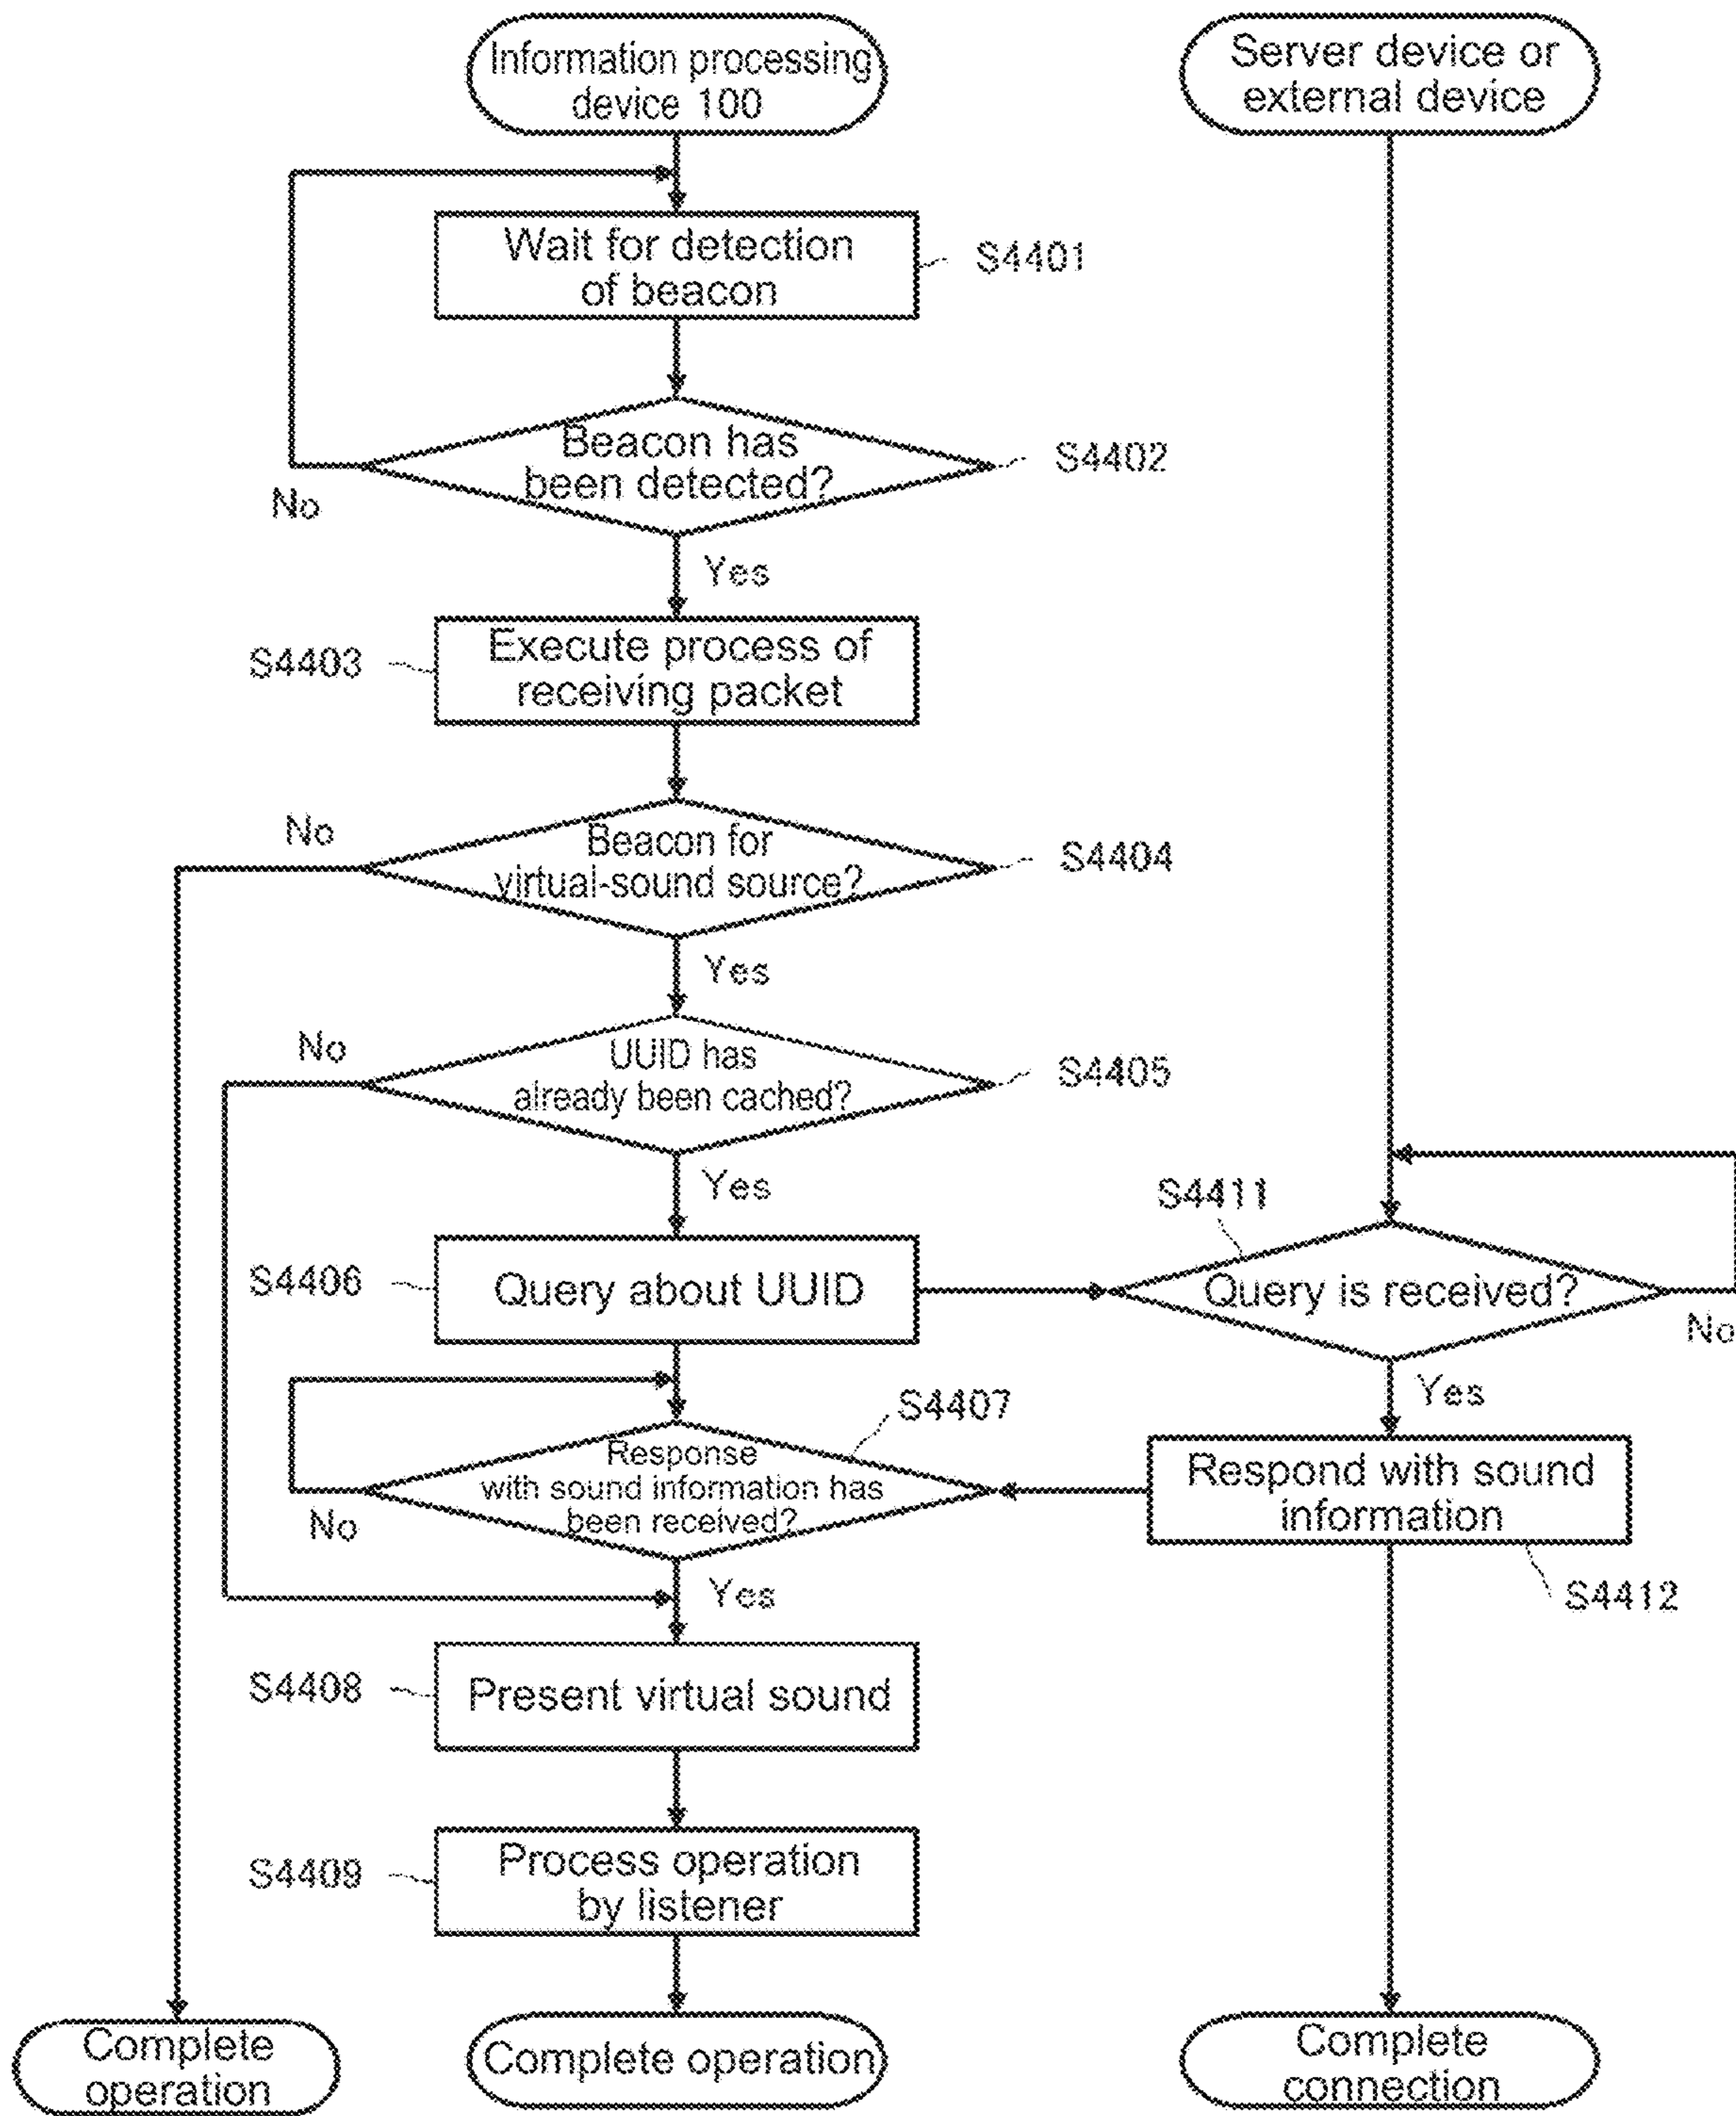 Information processing
device 100
Server device or
external device
Wait for detection
of beacon
S4401
Beacon has
been detected?
S4402
No
Yes
S4403
Execute process of
receiving packet
No
Beacon for
virtual-sound source?
S4404
Yes
No
UUID has
already been cached?
S4405
Yes
S4411
S4406
Query about UUID
Query is received?
No
Yes
S4407
Response
with sound information has
been received?
No
Respond with sound
information
Yes
S4412
S4408
Present virtual sound
S4409
Process operation
by listener
Complete
operation
Complete operation
Complete
connection